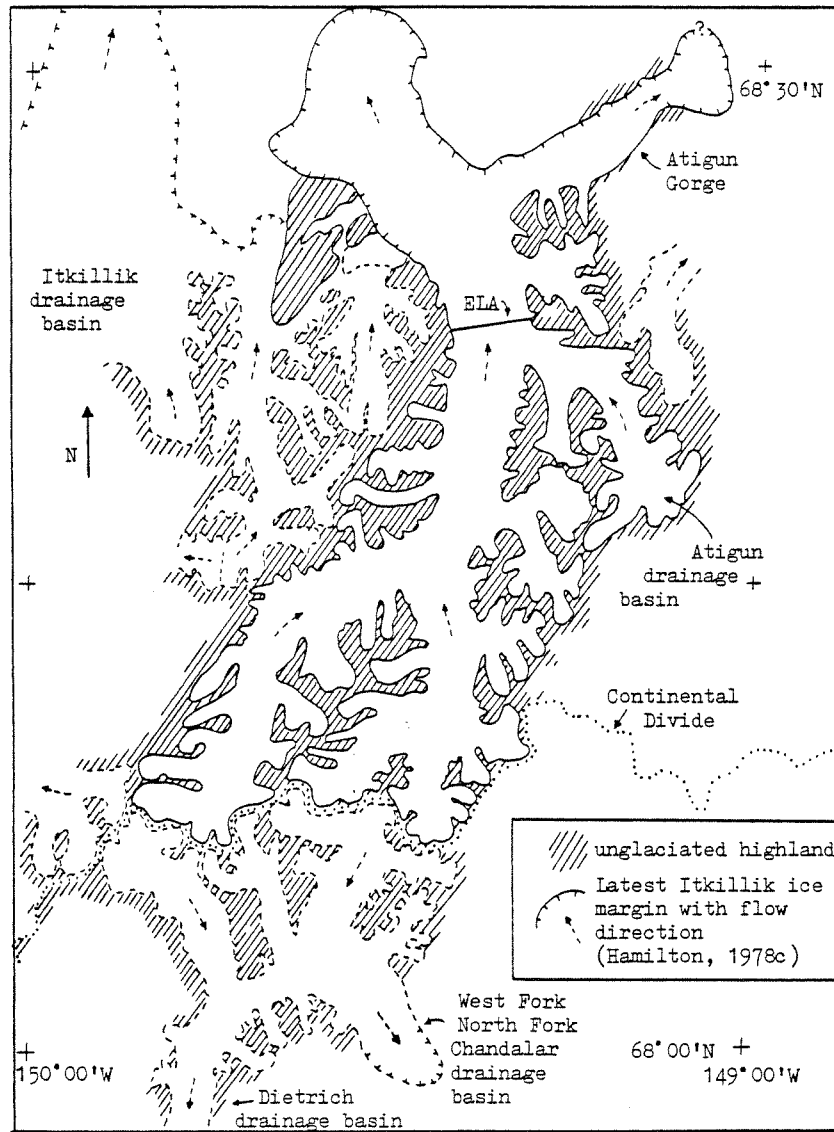 ?
68°30'N
Atigun
Gorge
Itkillik
drainage
basin
ELA
N
Atigun
drainage
basin
Continental
Divide
unglaciated highland
Latest Itkillik ice
margin with flow
direction
(Hamilton, 1978c)
West Fork
North Fork
Chandalar
drainage
basin
68°00'N
150°00'W
149°00'W
Dietrich
drainage basin